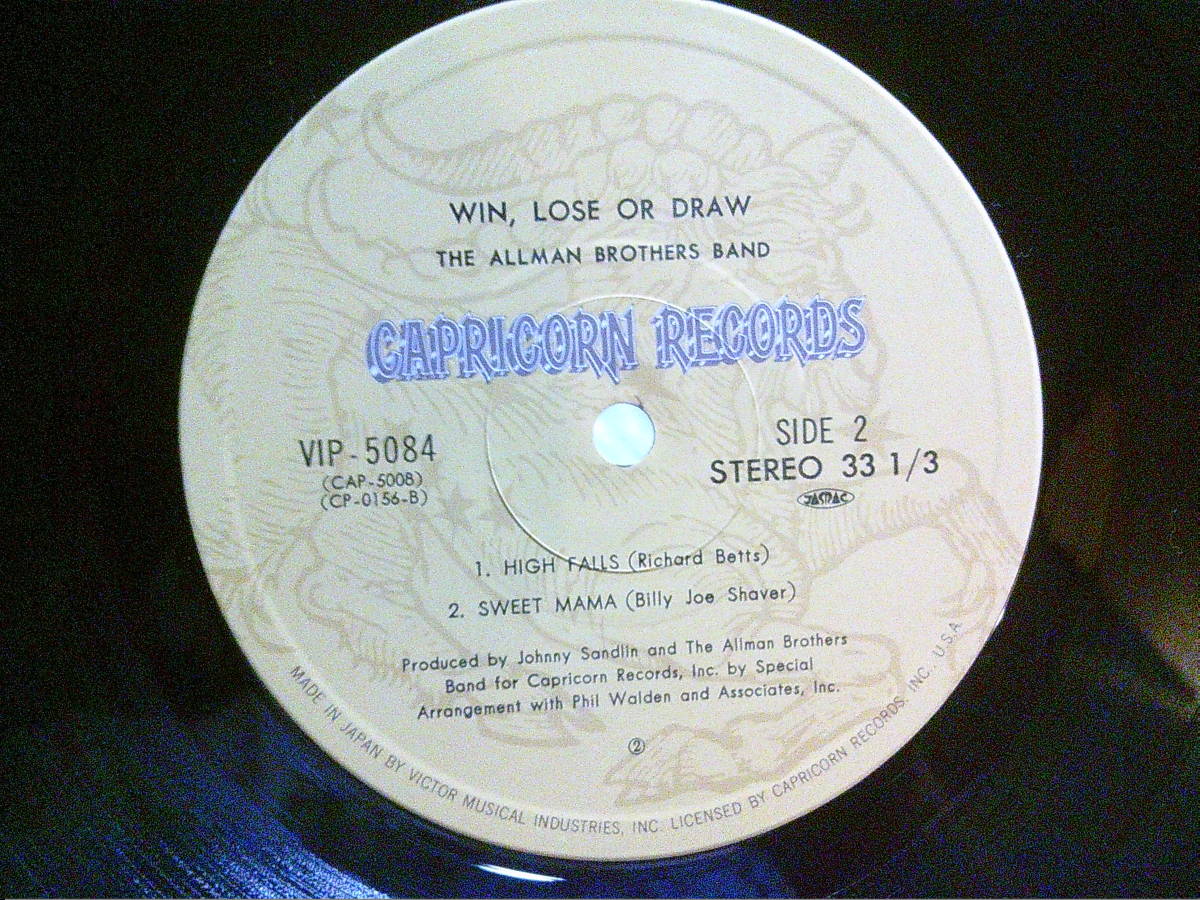 WIN, LOSE OR DRAW
THE ALLMAN BROTHERS BAND
CAPRICORN RECORDS
VIP-5084
(CAP-5008)
(CP-0156-B)
SIDE 2
STEREO 33 1/3
JASRAC
1. HIGH FALLS (Richard Betts)
2. SWEET MAMA (Billy Joe Shaver)
Produced by Johnny Sandlin and The Allman Brothers
Band for Capricorn Records, Inc. by Special
Arrangement with Phil Walden and Associates, Inc.
②
MADE IN JAPAN BY VICTOR MUSICAL INDUSTRIES, INC. LICENSED BY CAPRICORN RECORDS. INC., U.S.A.